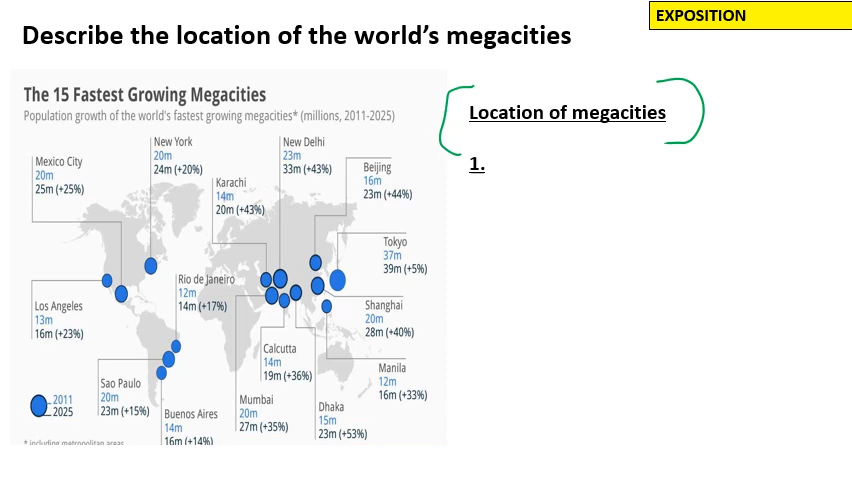 EXPOSITION
Describe the location of the world's megacities
The 15 Fastest Growing Megacities
Population growth of the world's fastest growing megacities* (millions, 2011-2025)
Location of megacities
1.
New York
20m
24m (+20%)
New Delhi
23m
33m (+43%)
Mexico City
20m
25m (+25%)
Beijing
16m
23m (+44%)
Karachi
14m
20m (+43%)
Tokyo
37m
39m (+5%)
Rio de Janeiro
12m
14m (+17%)
Los Angeles
13m
16m (+23%)
Shanghai
20m
28m (+40%)
Calcutta
14m
19m (+36%)
Manila
12m
16m (+33%)
Sao Paulo
20m
23m (+15%)
Mumbai
20m
27m (+35%)
Dhaka
15m
23m (+53%)
Buenos Aires
14m
16m (+14%)
2011
2025
* including metropolitan areas